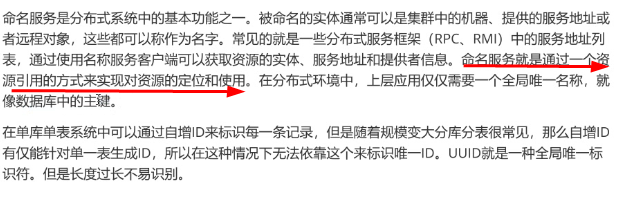 命名服务是分布式系统中的基本功能之一。被命名的实体通常可以是集群中的机器、提供的服务地址或
者远程对象，这些都可以称作为名字。常见的就是一些分布式服务框架（RPC、RMI）中的服务地址列
表，通过使用名称服务客户端可以获取资源的实体、服务地址和提供者信息。命名服务就是通过一个资
源引用的方式来实现对资源的定位和使用。在分布式环境中，上层应用仅仅需要一个全局唯一名称，就
像数据库中的主键。
在单库单表系统中可以通过自增ID来标识每一条记录，但是随着规模变大分库分表很常见，那么自增ID
有仅能针对单一表生成ID，所以在这种情况下无法依靠这个来标识唯一ID。UUID就是一种全局唯一标
识符。但是长度过长不易识别。